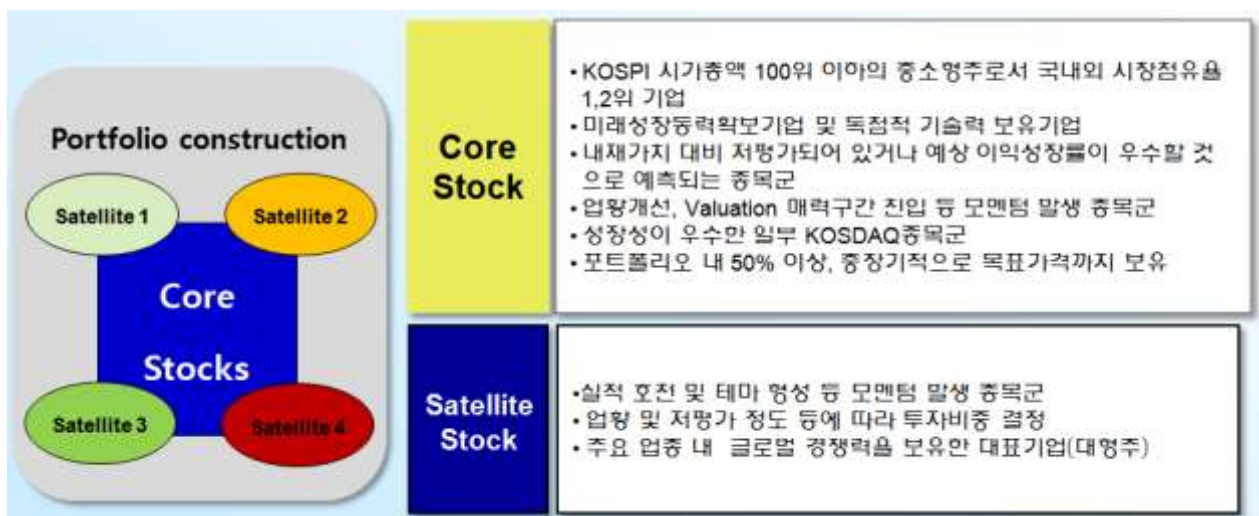 Portfolio construction
Satellite 1
Satellite 2
Core
Stocks
Satellite 3
Satellite 4
Core
Stock
• KOSPI 시가총액 100위 이하의 중소형주로서 국내외 시장점유율
1,2위 기업
• 미래성장동력확보기업 및 독점적 기술력 보유기업
• 내재가치 대비 저평가되어 있거나 예상 이익성장률이 우수할 것
으로 예측되는 종목군
• 업황개선, Valuation 매력구간 진입 등 모멘텀 발생 종목군
• 성장성이 우수한 일부 KOSDAQ종목군
• 포트폴리오 내 50% 이상, 중장기적으로 목표가격까지 보유
Satellite
Stock
• 실적 호전 및 테마 형성 등 모멘텀 발생 종목군
• 업황 및 저평가 정도 등에 따라 투자비중 결정
• 주요 업종 내 글로벌 경쟁력을 보유한 대표기업(대형주)